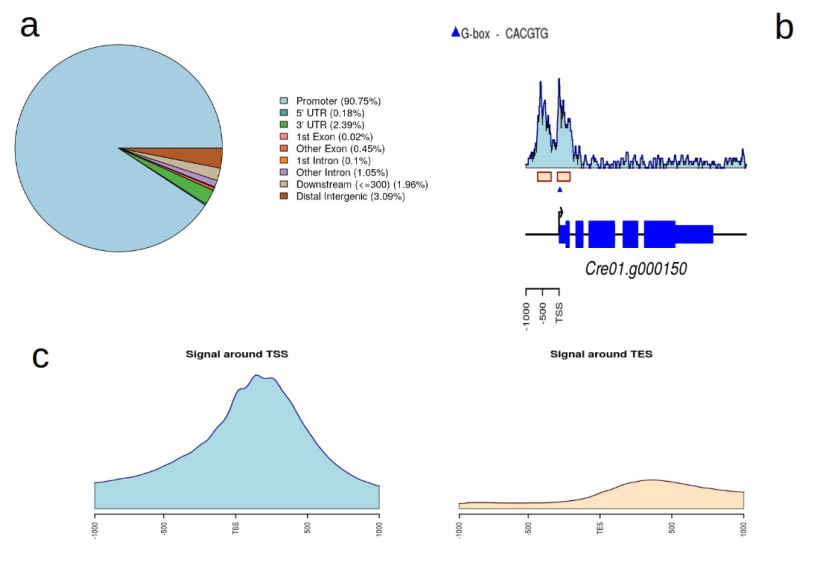 a
b
G-box - CACGTG
Promoter (90.75%)
5' UTR (0.18%)
3' UTR (2.39%)
1st Exon (0.02%)
Other Exon (0.45%)
1st Intron (0.1%)
Other Intron (1.05%)
Downstream (<=300) (1.96%)
Distal Intergenic (3.09%)
Cre01.g000150
-1000 -500 TSS
c
Signal around TSS
-1000 -500 TSS 500 1000
Signal around TES
-1000 -500 TES 500 1000